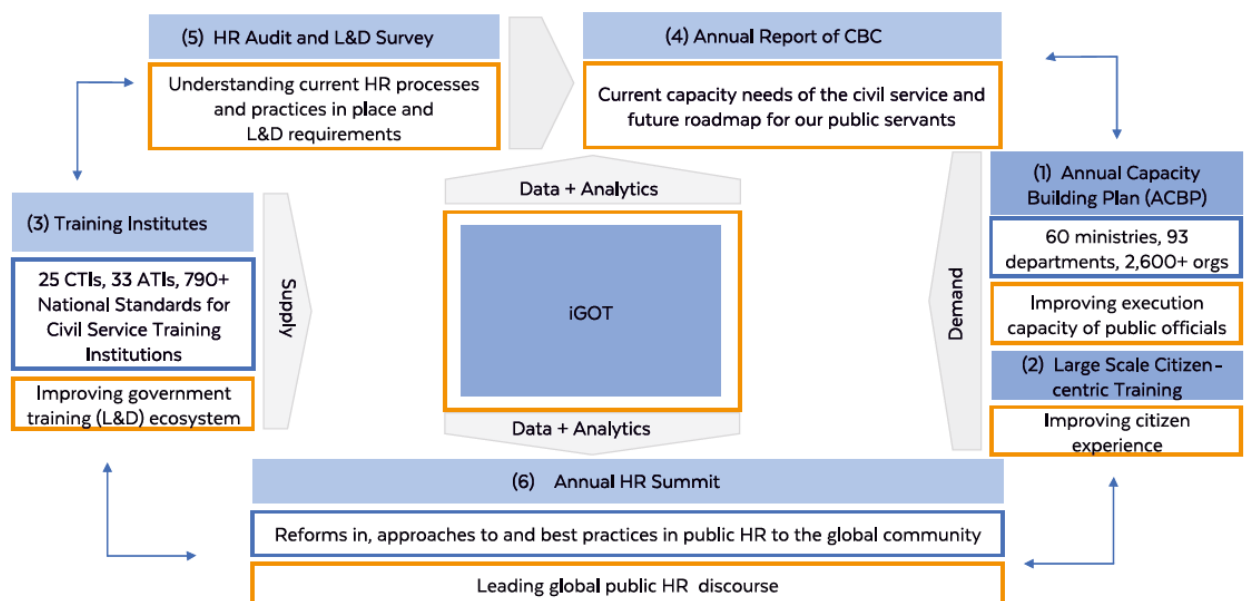 (5) HR Audit and L&D Survey
Understanding current HR processes
and practices in place and
L&D requirements
(4) Annual Report of CBC
Current capacity needs of the civil service and
future roadmap for our public servants
(1) Annual Capacity
Building Plan (ACBP)
60 ministries, 93
departments, 2,600+ orgs
Improving execution
capacity of public officials
(2) Large Scale Citizen-
centric Training
Improving citizen
experience
Demand
Data + Analytics
iGOT
Data + Analytics
Supply
(3) Training Institutes
25 CTIs, 33 ATIs, 790+
National Standards for
Civil Service Training
Institutions
Improving government
training (L&D) ecosystem
(6) Annual HR Summit
Reforms in, approaches to and best practices in public HR to the global community
Leading global public HR discourse